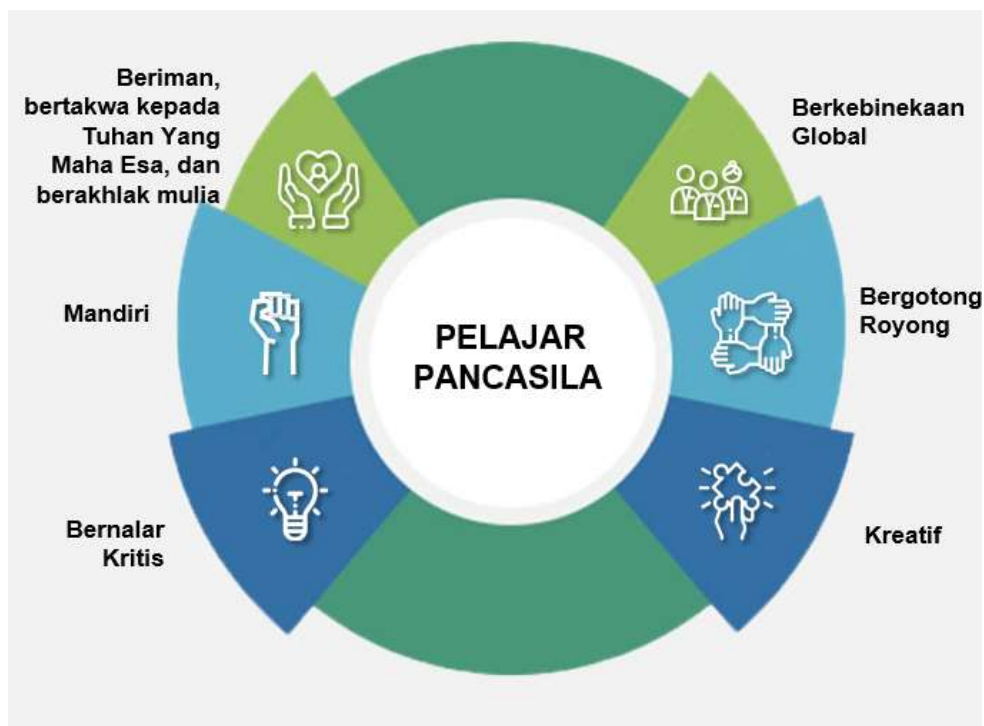 Beriman,
bertakwa kepada
Tuhan Yang
Maha Esa, dan
berakhlak mulia
Berkebinekaan
Global
Mandiri
Bergotong
Royong
PELAJAR
PANCASILA
Bernalar
Kritis
Kreatif